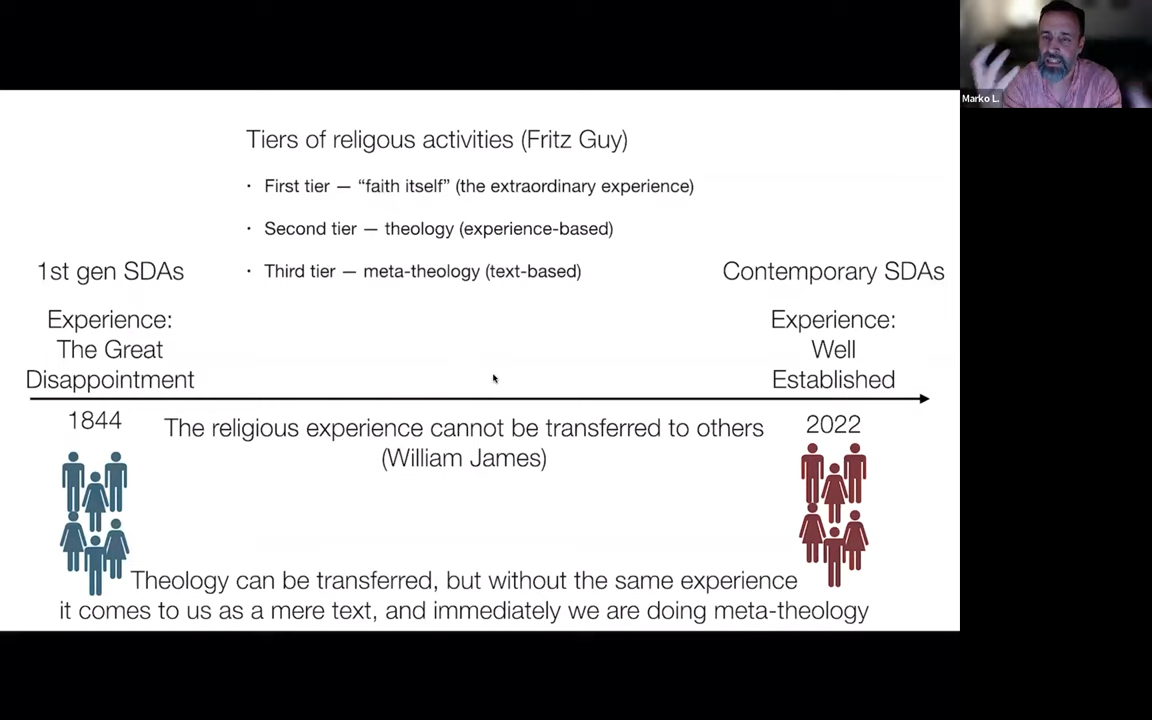 Marko L.
Tiers of religous activities (Fritz Guy)
· First tier — “faith itself” (the extraordinary experience)
· Second tier — theology (experience-based)
· Third tier — meta-theology (text-based)
1st gen SDAs
Experience:
The Great
Disappointment
1844
Contemporary SDAs
Experience:
Well
Established
2022
The religious experience cannot be transferred to others
(William James)
Theology can be transferred, but without the same experience
it comes to us as a mere text, and immediately we are doing meta-theology